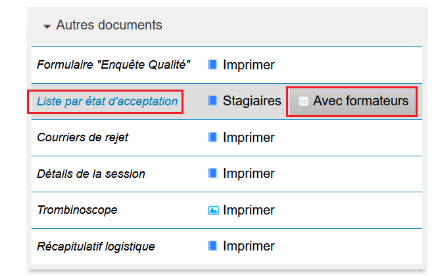 Autres documents
Formulaire "Enquête Qualité" Imprimer
Liste par état d'acceptation Stagiaires Avec formateurs
Courriers de rejet Imprimer
Détails de la session Imprimer
Trombinoscope Imprimer
Récapitulatif logistique Imprimer